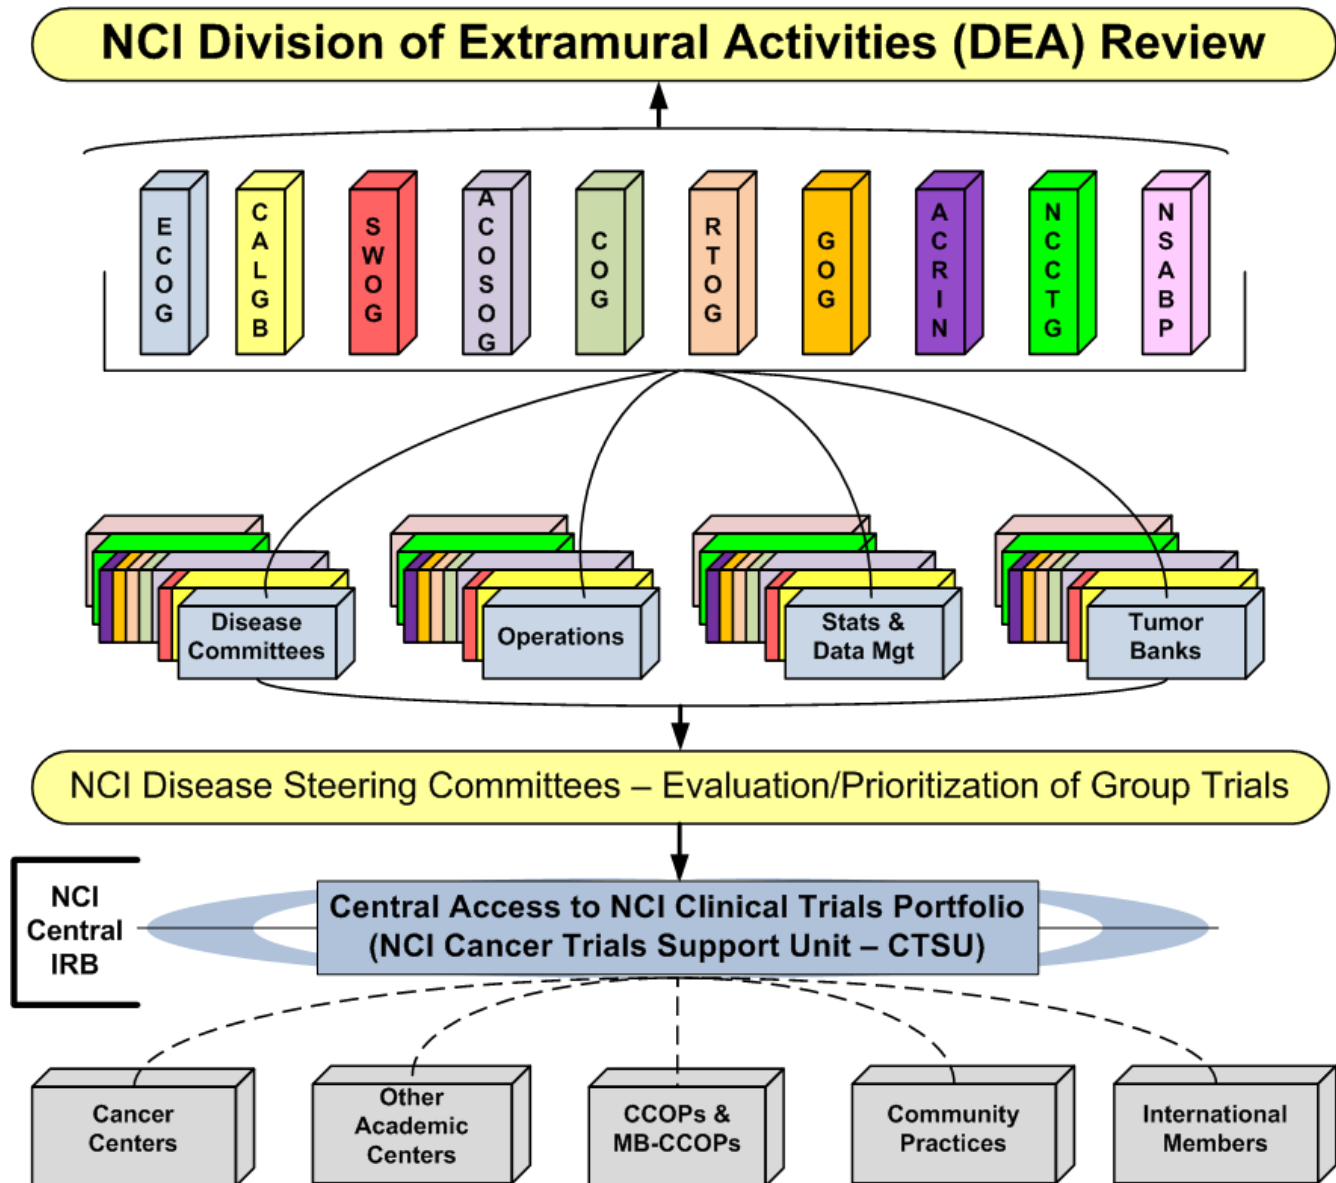 NCI Division of Extramural Activities (DEA) Review
ECOG
CALGB
SWOG
ACOSOG
COG
RTOG
GOG
ACRIN
NCCTG
NSABP
Disease
Committees
Operations
Stats &
Data Mgt
Tumor
Banks
NCI Disease Steering Committees – Evaluation/Prioritization of Group Trials
NCI
Central
IRB
Central Access to NCI Clinical Trials Portfolio
(NCI Cancer Trials Support Unit – CTSU)
Cancer
Centers
Other
Academic
Centers
CCOPs &
MB-CCOPs
Community
Practices
International
Members